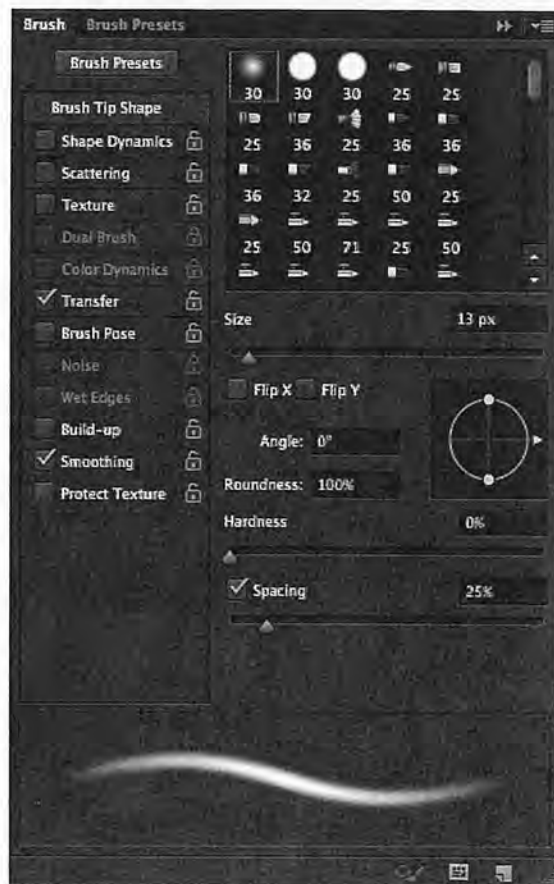 Brush Brush Presets
Brush Presets
Brush Tip Shape
Shape Dynamics
Scattering
Texture
Dual Brush
Color Dynamics
Transfer
Brush Pose
Noise
Wet Edges
Build-up
Smoothing
Protect Texture
30 30 30 25 25
25 36 25 36 36
36 32 25 50 25
25 50 71 25 50
Size 13 px
Flip X Flip Y
Angle: 0°
Roundness: 100%
Hardness 0%
Spacing 25%